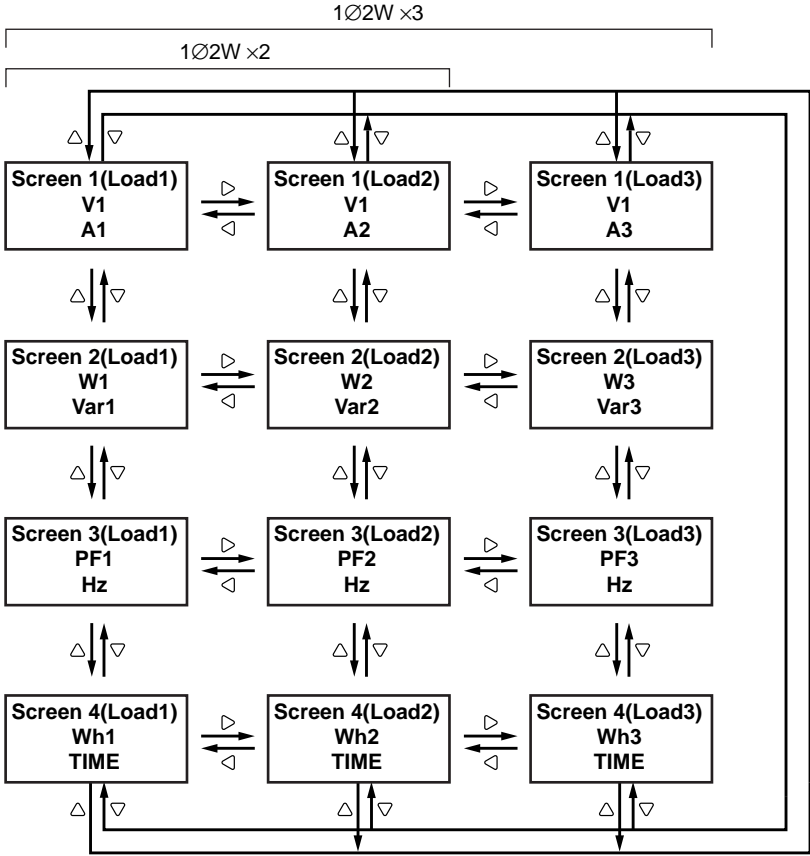 1∅2W ×3
1∅2W ×2
Screen 1(Load1)
V1
A1
Screen 1(Load2)
V1
A2
Screen 1(Load3)
V1
A3
Screen 2(Load1)
W1
Var1
Screen 2(Load2)
W2
Var2
Screen 2(Load3)
W3
Var3
Screen 3(Load1)
PF1
Hz
Screen 3(Load2)
PF2
Hz
Screen 3(Load3)
PF3
Hz
Screen 4(Load1)
Wh1
TIME
Screen 4(Load2)
Wh2
TIME
Screen 4(Load3)
Wh3
TIME